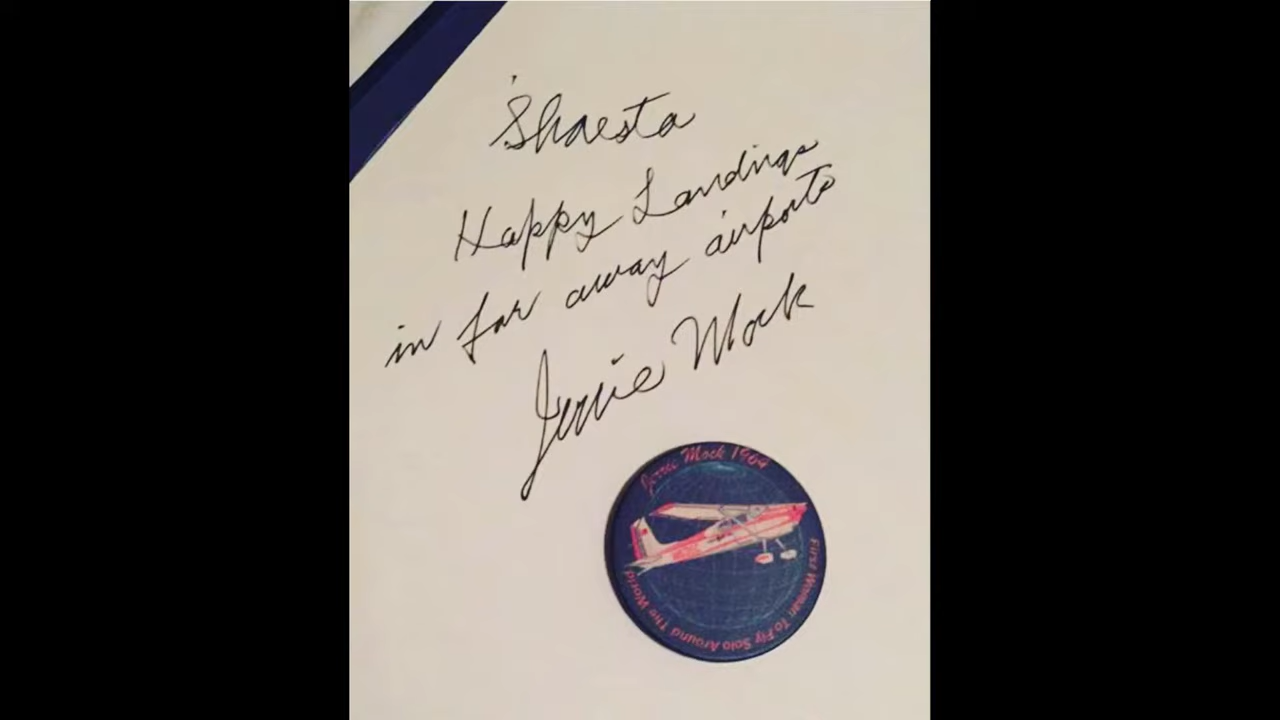 Shaesta
Happy Landings
in far away airports
Jerrie Mock
Jerrie Mock 1964
First Woman To Fly Solo Around The World